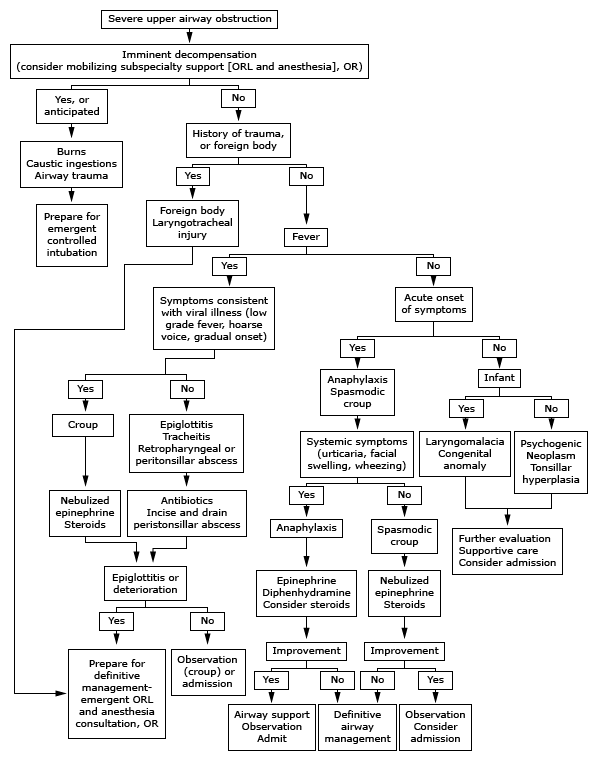 Severe upper airway obstruction
Imminent decompensation
(consider mobilizing subspecialty support [ORL and anesthesia], OR)
Yes, or
anticipated
No
Burns
Caustic ingestions
Airway trauma
History of trauma,
or foreign body
Yes
No
Prepare for
emergent
controlled
intubation
Foreign body
Laryngotracheal
injury
Fever
Yes
No
Symptoms consistent
with viral illness (low
grade fever, hoarse
voice, gradual onset)
Acute onset
of symptoms
Yes
No
Yes
No
Anaphylaxis
Spasmodic
croup
Infant
Yes
No
Croup
Epiglottitis
Tracheitis
Retropharyngeal or
peritonsillar abscess
Systemic symptoms
(urticaria, facial
swelling, wheezing)
Laryngomalacia
Congenital
anomaly
Psychogenic
Neoplasm
Tonsillar
hyperplasia
Yes
No
Nebulized
epinephrine
Steroids
Antibiotics
Incise and drain
peristonsillar abscess
Anaphylaxis
Spasmodic
croup
Further evaluation
Supportive care
Consider admission
Epiglottitis or
deterioration
Epinephrine
Diphenhydramine
Consider steroids
Nebulized
epinephrine
Steroids
Yes
No
Improvement
Improvement
Prepare for
definitive
management-
emergent ORL
and anesthesia
consultation, OR
Observation
(croup) or
admission
Yes
No
No
Yes
Airway support
Observation
Admit
Definitive
airway
management
Observation
Consider
admission